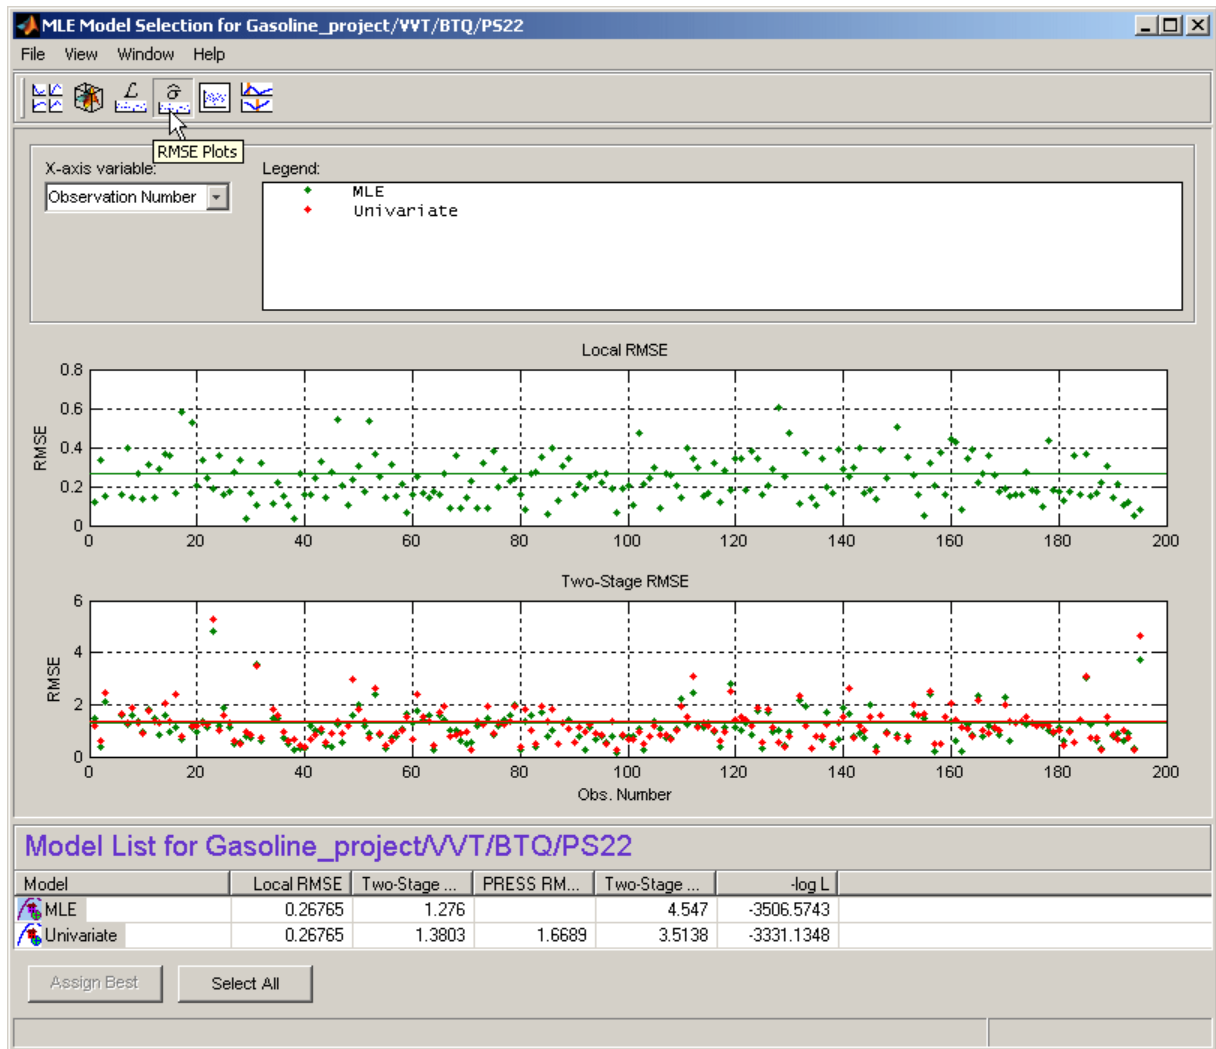 MLE Model Selection for Gasoline_project/VVT/BTQ/PS22
File View Window Help
RMSE Plots
X-axis variable:
Observation Number
Legend:
MLE
Univariate
Local RMSE
RMSE
0.8
0.6
0.4
0.2
0
0 20 40 60 80 100 120 140 160 180 200
Two-Stage RMSE
RMSE
6
4
2
0
0 20 40 60 80 100 120 140 160 180 200
Obs. Number
Model List for Gasoline_project/VVT/BTQ/PS22
Model Local RMSE Two-Stage ... PRESS RM... Two-Stage ... -log L
MLE 0.26765 1.276 4.547 -3506.5743
Univariate 0.26765 1.3803 1.6689 3.5138 -3331.1348
Assign Best Select All